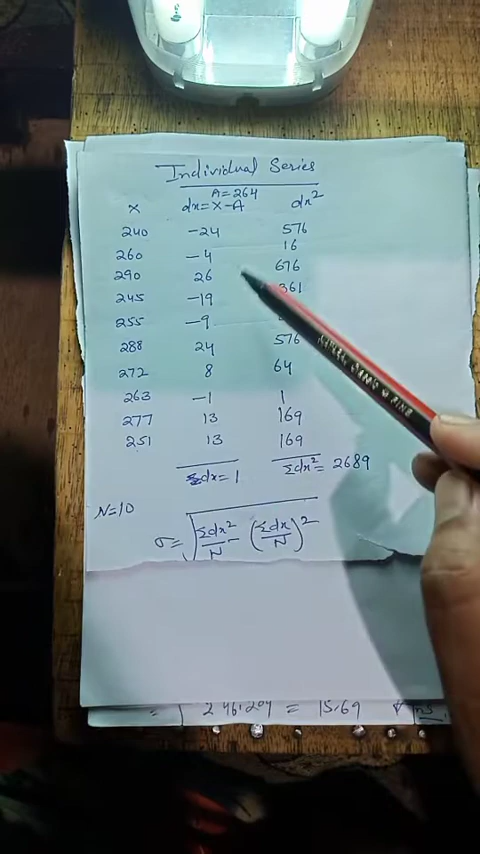 Individual Series
A=264
X dx=X-A dx²
240 -24 576
260 -4 16
290 26 676
245 -19 361
255 -9
288 24 576
272 8 64
263 -1 1
277 13 169
251 13 169
Σdx=1 Σdx²=2689
N=10
σ=√Σdx²/N-(Σdx/N)²
= 246.204 = 15.69